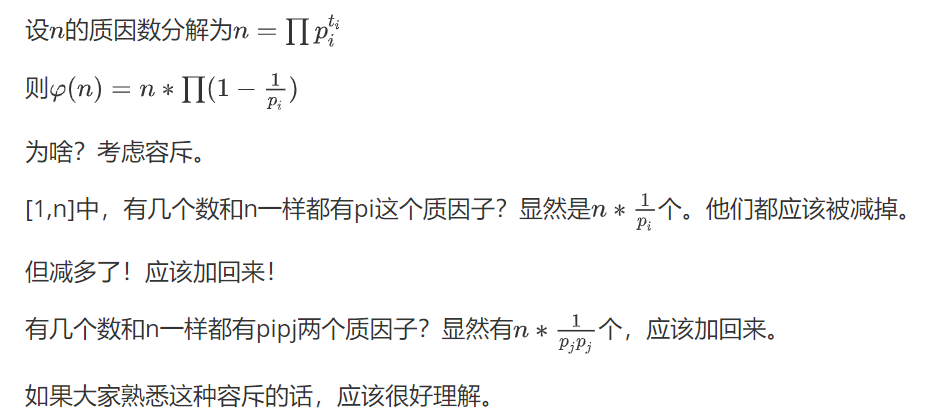 设$n$的质因数分解为$n = \prod p_i^{t_i}$
则$\varphi(n) = n * \prod(1 - \frac{1}{p_i})$
为啥？考虑容斥。
[1,n]中，有几个数和n一样都有pi这个质因子？显然是$n * \frac{1}{p_i}$个。他们都应该被减掉。
但减多了！应该加回来！
有几个数和n一样都有pipj两个质因子？显然有$n * \frac{1}{p_j p_j}$个，应该加回来。
如果大家熟悉这种容斥的话，应该很好理解。